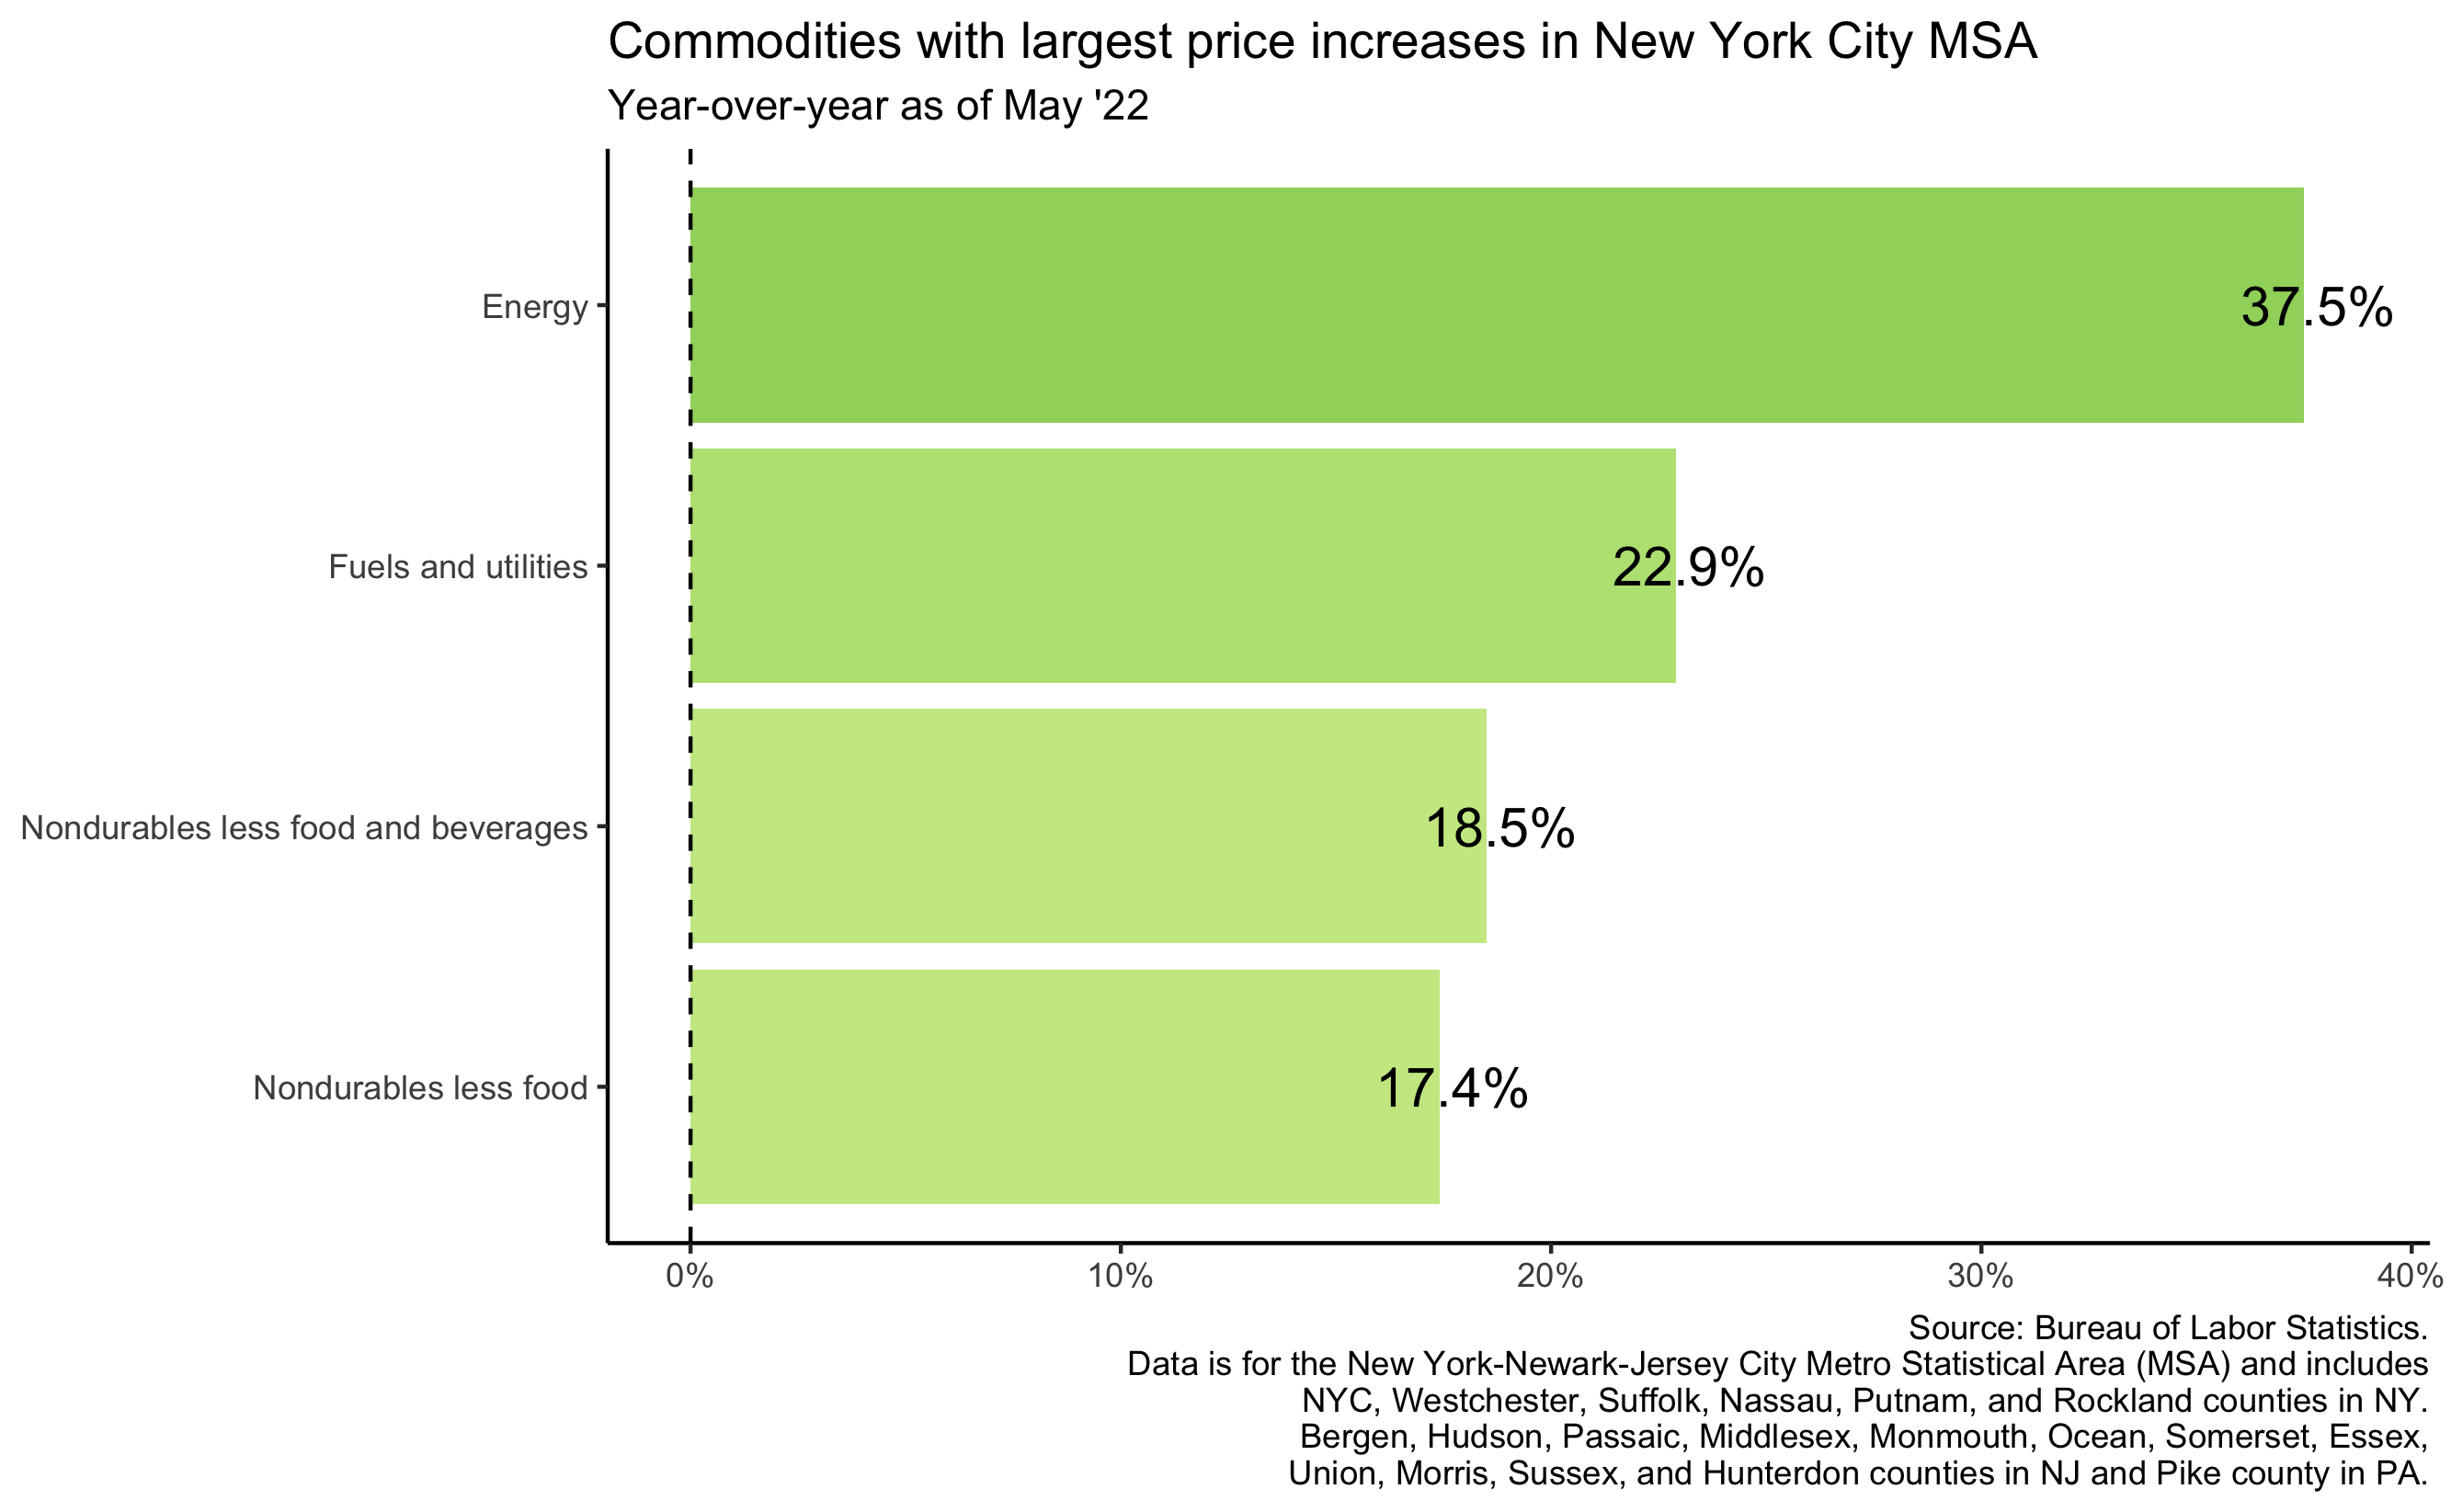 Commodities with largest price increases in New York City MSA
Year-over-year as of May '22
Energy
37.5%
Fuels and utilities
22.9%
Nondurables less food and beverages
18.5%
Nondurables less food
17.4%
0% 10% 20% 30% 40%
Source: Bureau of Labor Statistics.
Data is for the New York-Newark-Jersey City Metro Statistical Area (MSA) and includes
NYC, Westchester, Suffolk, Nassau, Putnam, and Rockland counties in NY.
Bergen, Hudson, Passaic, Middlesex, Monmouth, Ocean, Somerset, Essex,
Union, Morris, Sussex, and Hunterdon counties in NJ and Pike county in PA.